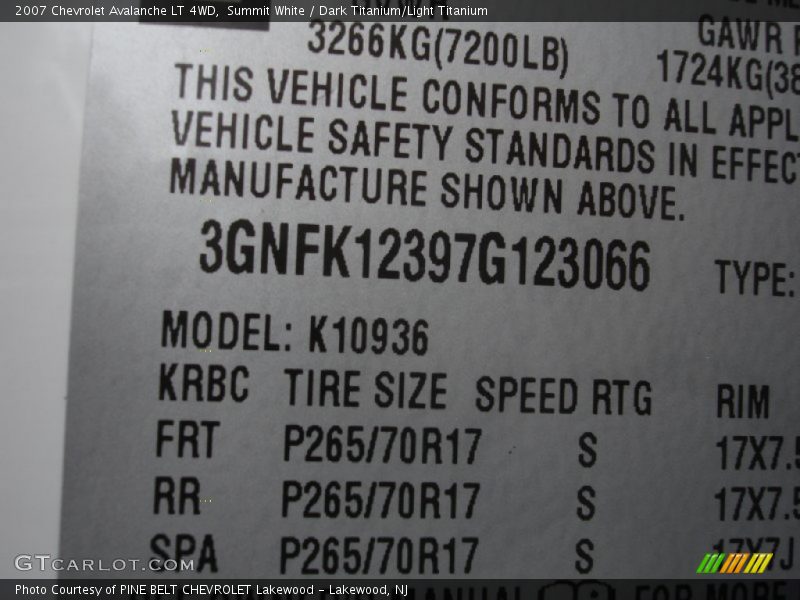 2007 Chevrolet Avalanche LT 4WD, Summit White / Dark Titanium/Light Titanium
3266KG(7200LB)
GAWR
1724KG(38
THIS VEHICLE CONFORMS TO ALL APPL
VEHICLE SAFETY STANDARDS IN EFFEC
MANUFACTURE SHOWN ABOVE.
3GNFK12397G123066
TYPE:
MODEL: K10936
KRBC TIRE SIZE SPEED RTG RIM
FRT P265/70R17 S 17X7.5
RR P265/70R17 S 17X7.5
SPA P265/70R17 S 17X7J
GTcarlot.com
Photo Courtesy of PINE BELT CHEVROLET Lakewood - Lakewood, NJ